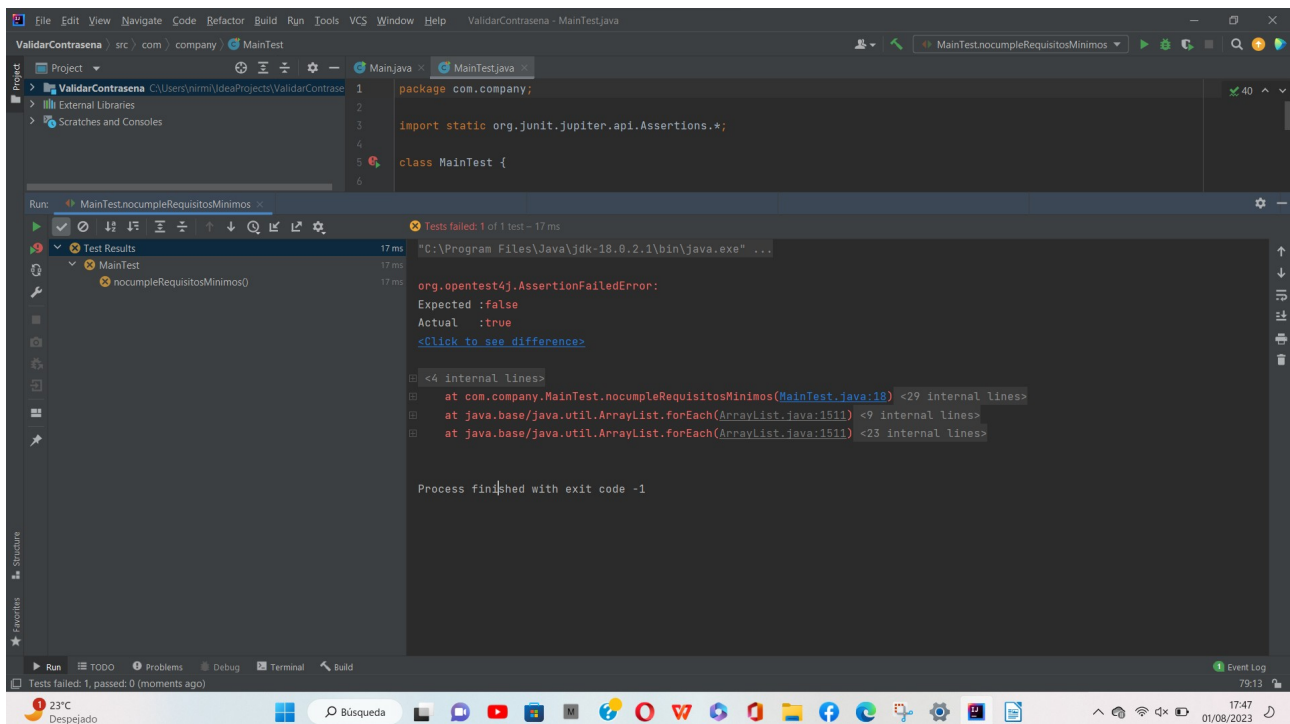 File Edit View Navigate Code Refactor Build Run Tools VCS Window Help ValidarContrasena - MainTest.java
ValidarContrasena src com company MainTest MainTest.nocumpleRequisitosMinimos
Project Main.java MainTest.java
ValidarContrasena C:\Users\nirmi\IdeaProjects\ValidarContrase
External Libraries
Scratches and Consoles
1 package com.company; 40
2
3 import static org.junit.jupiter.api.Assertions.*;
4
5 class MainTest {
6
Run: MainTest.nocumpleRequisitosMinimos
Tests failed: 1 of 1 test – 17 ms
Test Results 17 ms
MainTest 17 ms
nocumpleRequisitosMinimos() 17 ms
"C:\Program Files\Java\jdk-18.0.2.1\bin\java.exe" ...
org.opentest4j.AssertionFailedError:
Expected :false
Actual :true
<Click to see difference>
<4 internal lines>
at com.company.MainTest.nocumpleRequisitosMinimos(MainTest.java:18) <29 internal lines>
at java.base/java.util.ArrayList.forEach(ArrayList.java:1511) <9 internal lines>
at java.base/java.util.ArrayList.forEach(ArrayList.java:1511) <23 internal lines>
Process finished with exit code -1
Project
Structure
Favorites
Run TODO Problems Debug Terminal Build 1 Event Log
Tests failed: 1, passed: 0 (moments ago) 79:13
1 23°C
Despejado
Búsqueda
17:47
01/08/2023